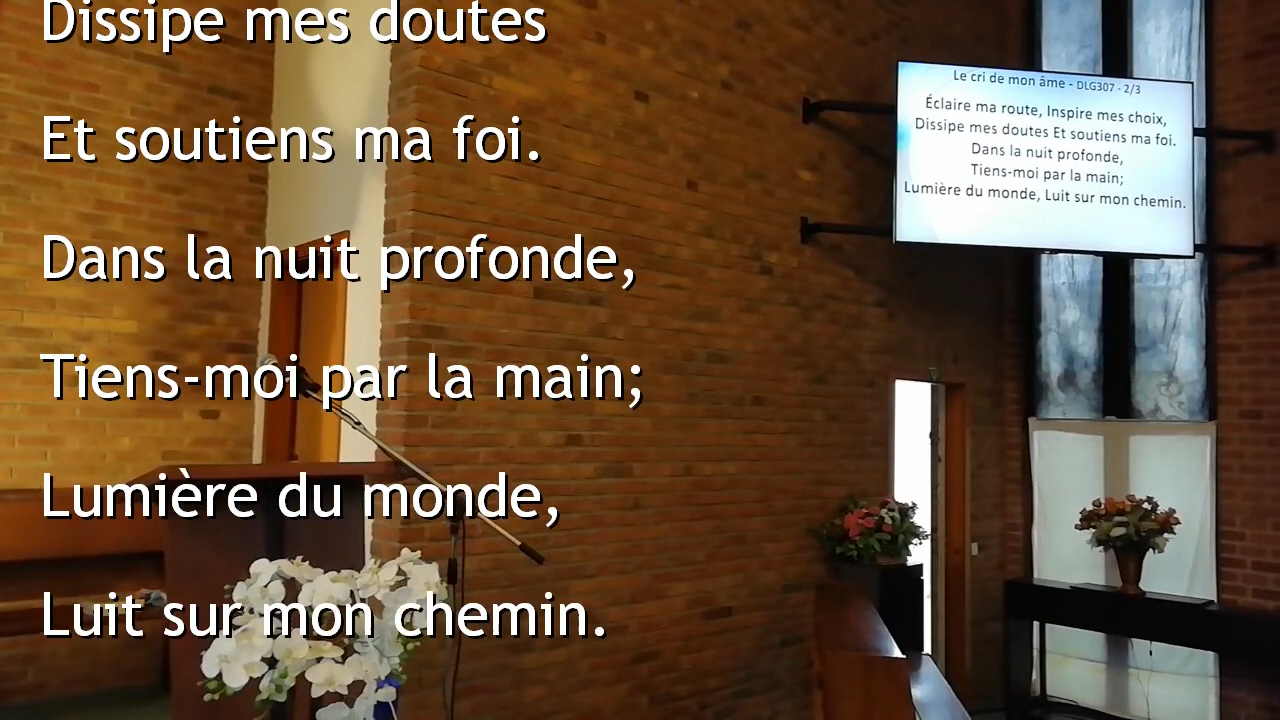 Dissipe mes doutes
Et soutiens ma foi.
Dans la nuit profonde,
Tiens-moi par la main;
Lumière du monde,
Luit sur mon chemin.
Le cri de mon âme - DLG307 - 2/3
Éclaire ma route, Inspire mes choix,
Dissipe mes doutes Et soutiens ma foi.
Dans la nuit profonde,
Tiens-moi par la main;
Lumière du monde, Luit sur mon chemin.